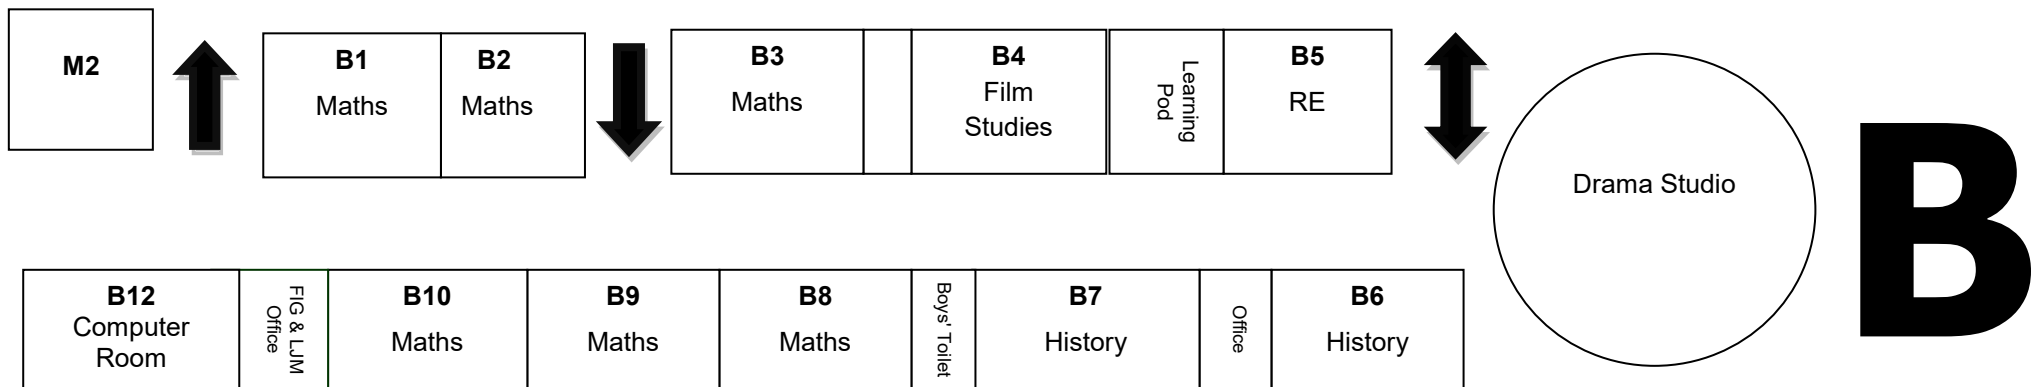 M2
B1
Maths
B2
Maths
B3
Maths
B4
Film
Studies
Learning
Pod
B5
RE
Drama Studio
B
B12
Computer
Room
FIG & LJM
Office
B10
Maths
B9
Maths
B8
Maths
Boys' Toilet
B7
History
Office
B6
History